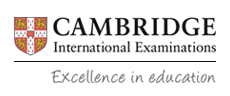 CAMBRIDGE
International Examinations
Excellence in education